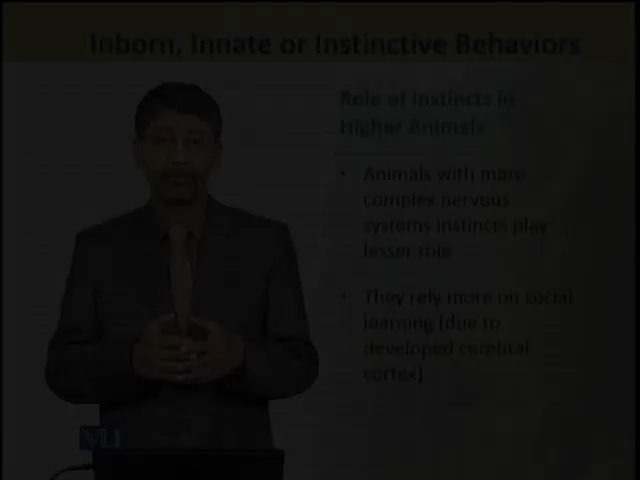 Inborn, Innate or Instinctive Behaviors
Role of Instincts in
Higher Animals
• Animals with more
complex nervous
systems instincts play
lesser role
• They rely more on social
learning (due to
developed cerebral
cortex)
VU